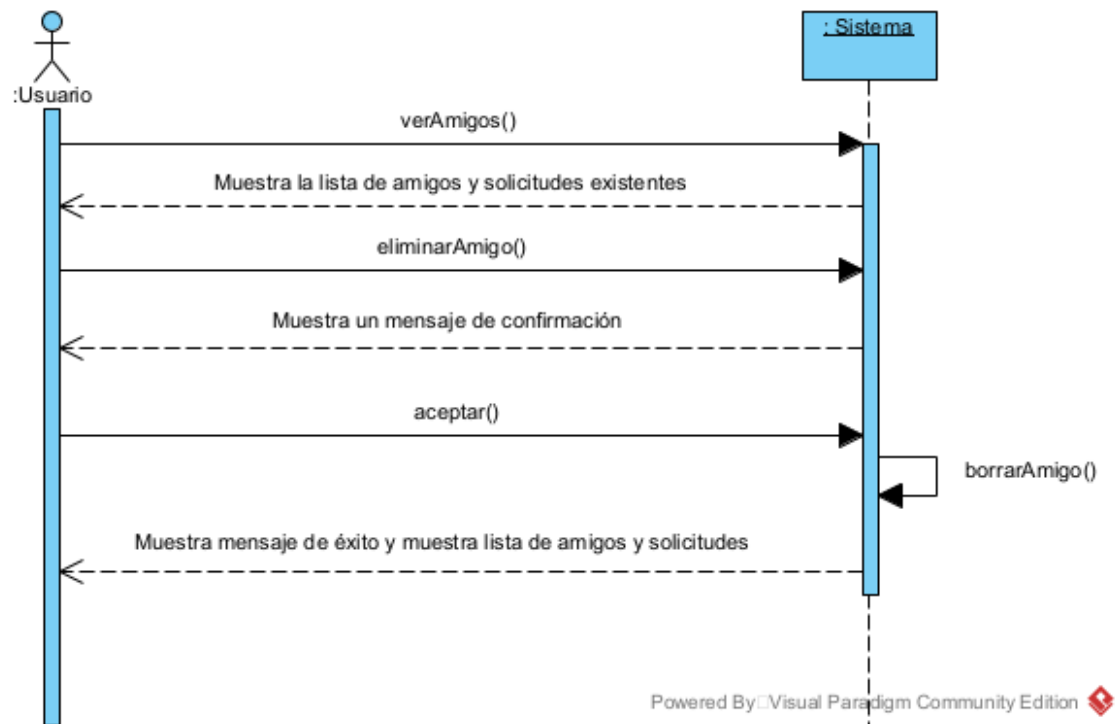 : Sistema
:Usuario
verAmigos()
Muestra la lista de amigos y solicitudes existentes
eliminarAmigo()
Muestra un mensaje de confirmación
aceptar()
borrarAmigo()
Muestra mensaje de éxito y muestra lista de amigos y solicitudes
Powered By□Visual Paradigm Community Edition